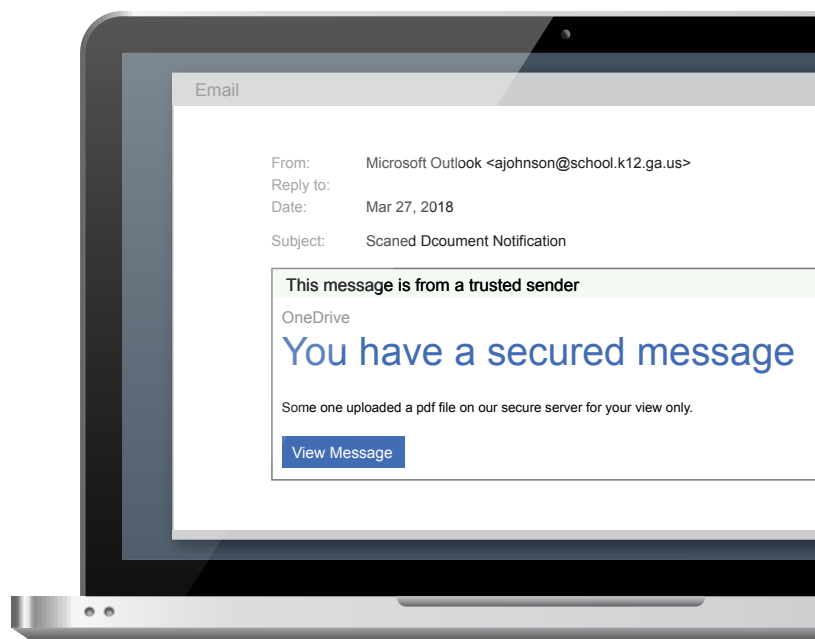 Email
From: Microsoft Outlook <ajohnson@school.k12.ga.us>
Reply to:
Date: Mar 27, 2018
Subject: Scaned Dcoument Notification
This message is from a trusted sender
OneDrive
You have a secured message
Some one uploaded a pdf file on our secure server for your view only.
View Message